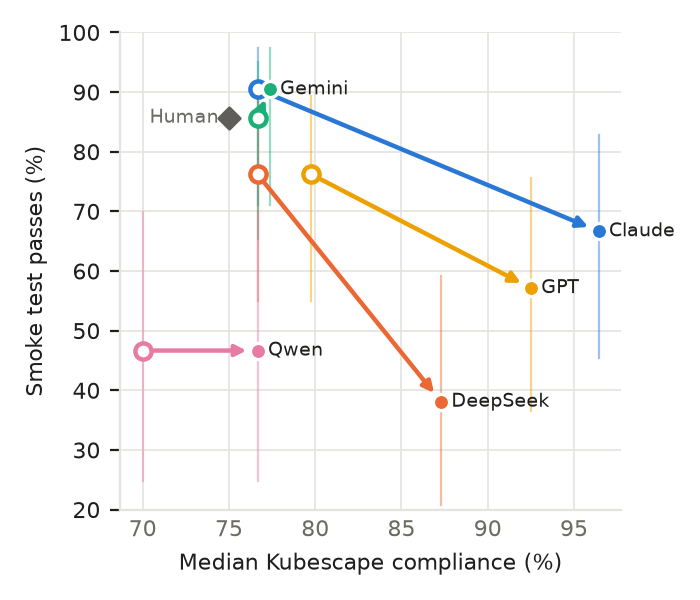 100
90
80
70
60
50
40
30
20
Smoke test passes (%)
Gemini
Human
Claude
GPT
Qwen
DeepSeek
70 75 80 85 90 95
Median Kubescape compliance (%)